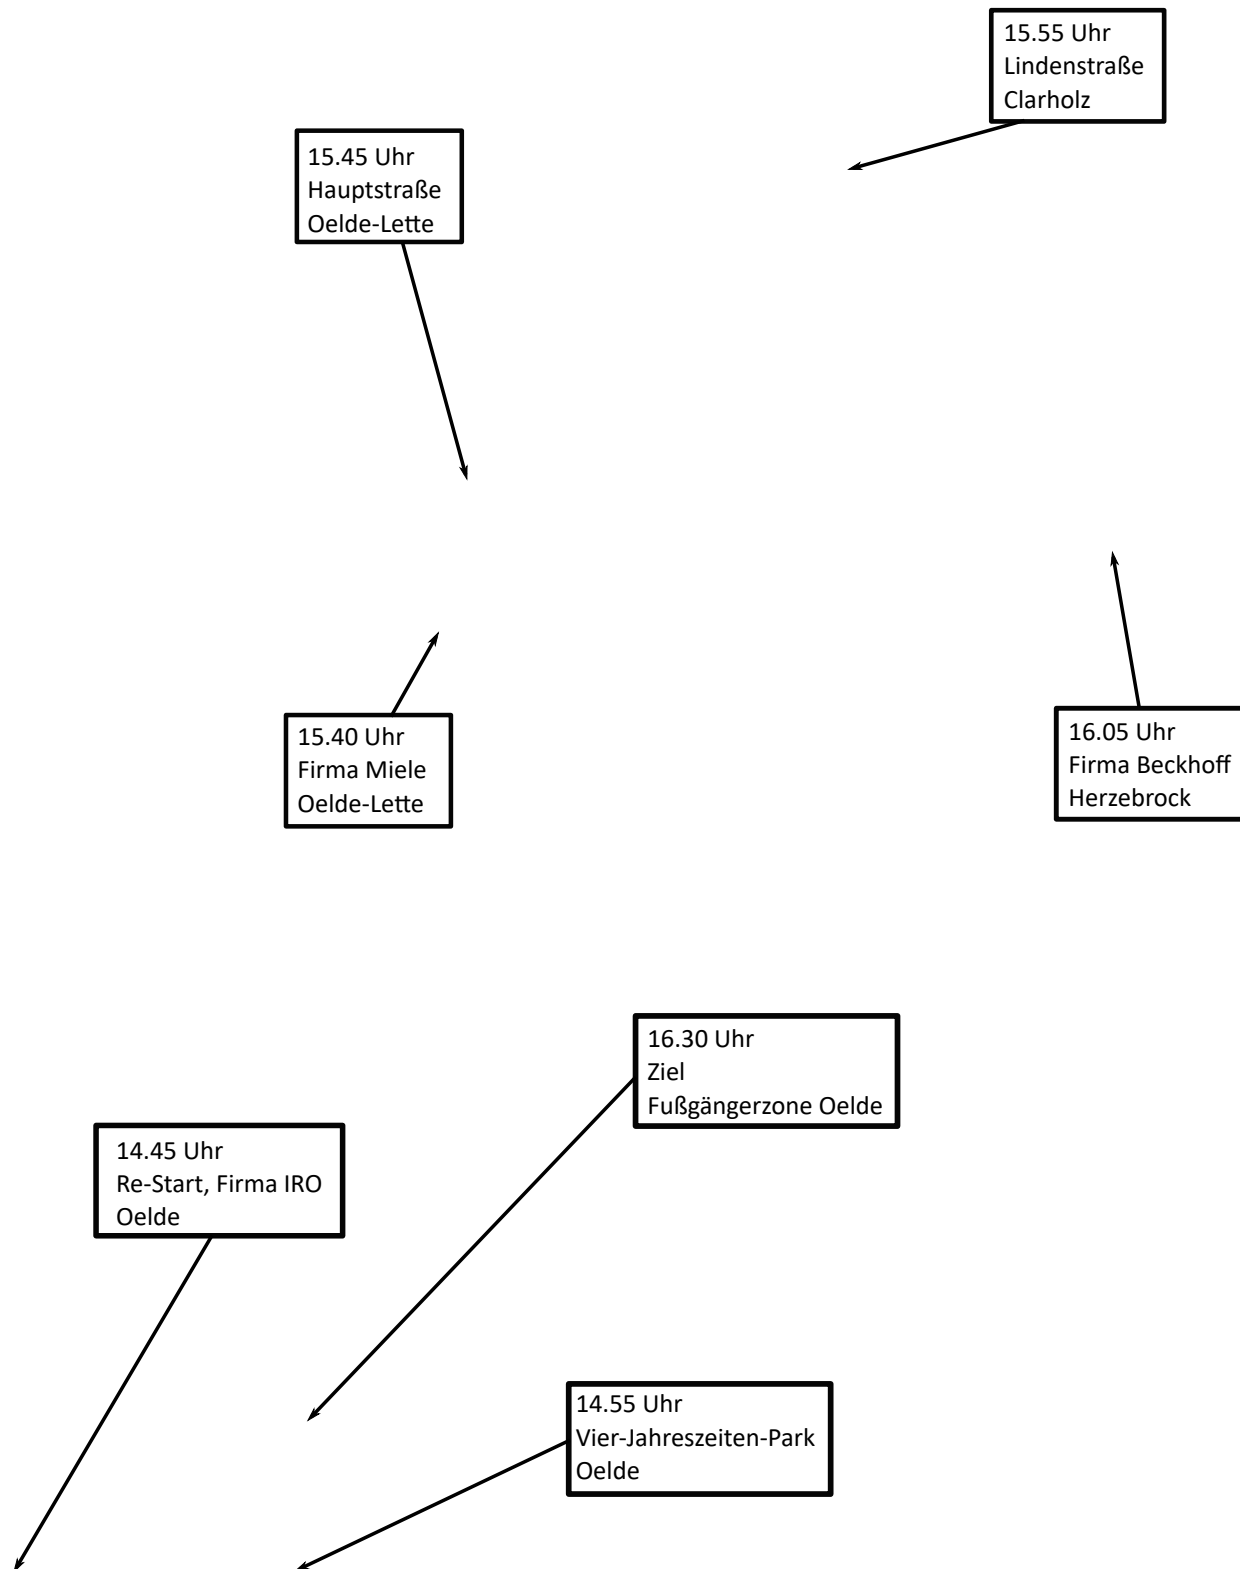 15.55 Uhr
Lindenstraße
Clarholz
15.45 Uhr
Hauptstraße
Oelde-Lette
15.40 Uhr
Firma Miele
Oelde-Lette
16.05 Uhr
Firma Beckhoff
Herzebrock
16.30 Uhr
Ziel
Fußgängerzone Oelde
14.45 Uhr
Re-Start, Firma IRO
Oelde
14.55 Uhr
Vier-Jahreszeiten-Park
Oelde